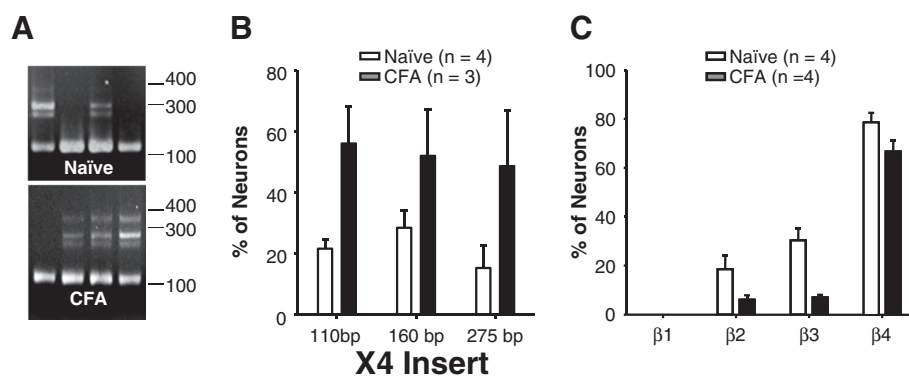 A
400
300
100
Naïve
400
300
100
CFA
B
Naïve (n = 4)
CFA (n = 3)
% of Neurons
80
60
40
20
0
110bp 160 bp 275 bp
X4 Insert
C
Naïve (n = 4)
CFA (n =4)
% of Neurons
100
80
60
40
20
0
β1 β2 β3 β4